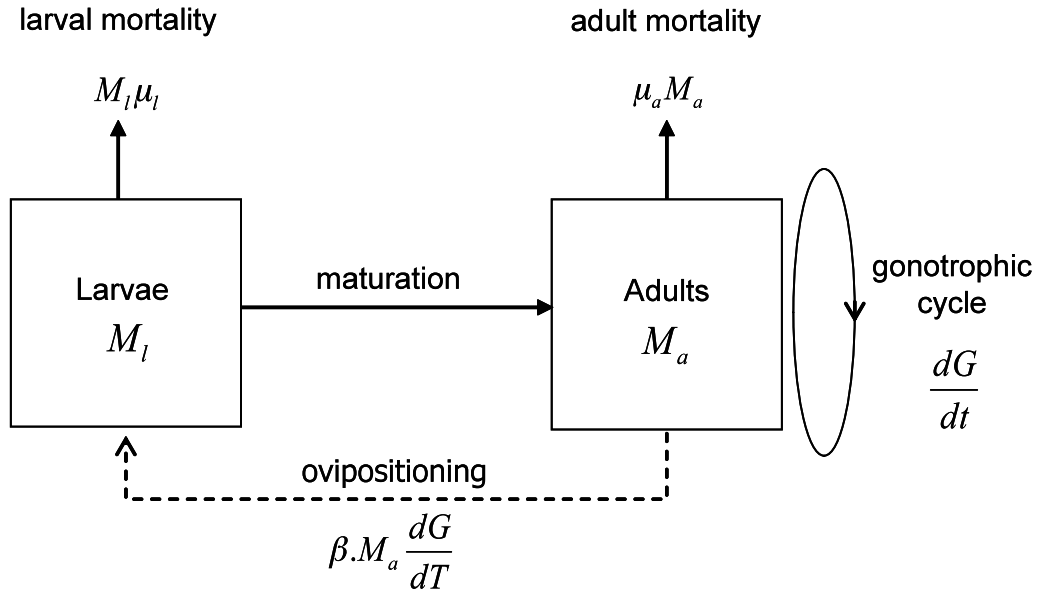 larval mortality
adult mortality
M_l μ_l
μ_a M_a
Larvae
M_l
maturation
Adults
M_a
gonotrophic
cycle
dG
dt
ovipositioning
β.M_a dG
dT